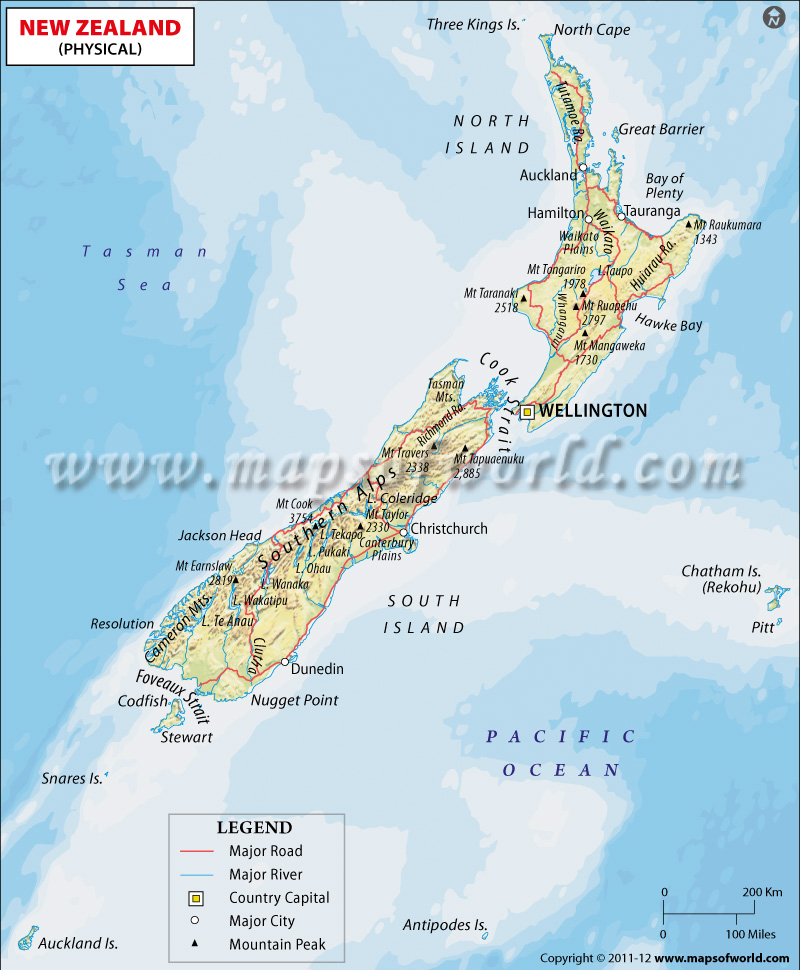 NEW ZEALAND
(PHYSICAL)
N
Three Kings Is.
North Cape
Tutamoe Ra.
NORTH
ISLAND
Great Barrier
Auckland
Bay of
Plenty
Hamilton
Tauranga
Waikato
Waikato
Plains
Mt Raukumara
1343
Huiarau Ra.
Tasman
Sea
Mt Tongariro
1978
L.Taupo
Mt Taranaki
2518
Whanganui
Mt Ruapehu
2797
Hawke Bay
Mt Mangaweka
1730
Cook Strait
Tasman
Mts.
Richmond Ra.
WELLINGTON
Mt Travers
2338
Mt Tapuaenuku
2,885
www.mapsofworld.com
Southern Alps
L. Coleridge
Mt Cook
3754
Mt Taylor
2330
L. Tekapo
Christchurch
Canterbury
Plains
Jackson Head
L. Pukaki
L. Ohau
Mt Earnslaw
2819
L. Wanaka
L. Wakatipu
Chatham Is.
(Rekohu)
Pitt
SOUTH
ISLAND
Resolution
Cameron Mts.
L. Te Anau
Clutha
Dunedin
Foveaux Strait
Codfish
Nugget Point
Stewart
PACIFIC
OCEAN
Snares Is.
LEGEND
Major Road
Major River
Country Capital
Major City
Mountain Peak
0 200 Km
0 100 Miles
Antipodes Is.
Auckland Is.
Copyright © 2011-12 www.mapsofworld.com